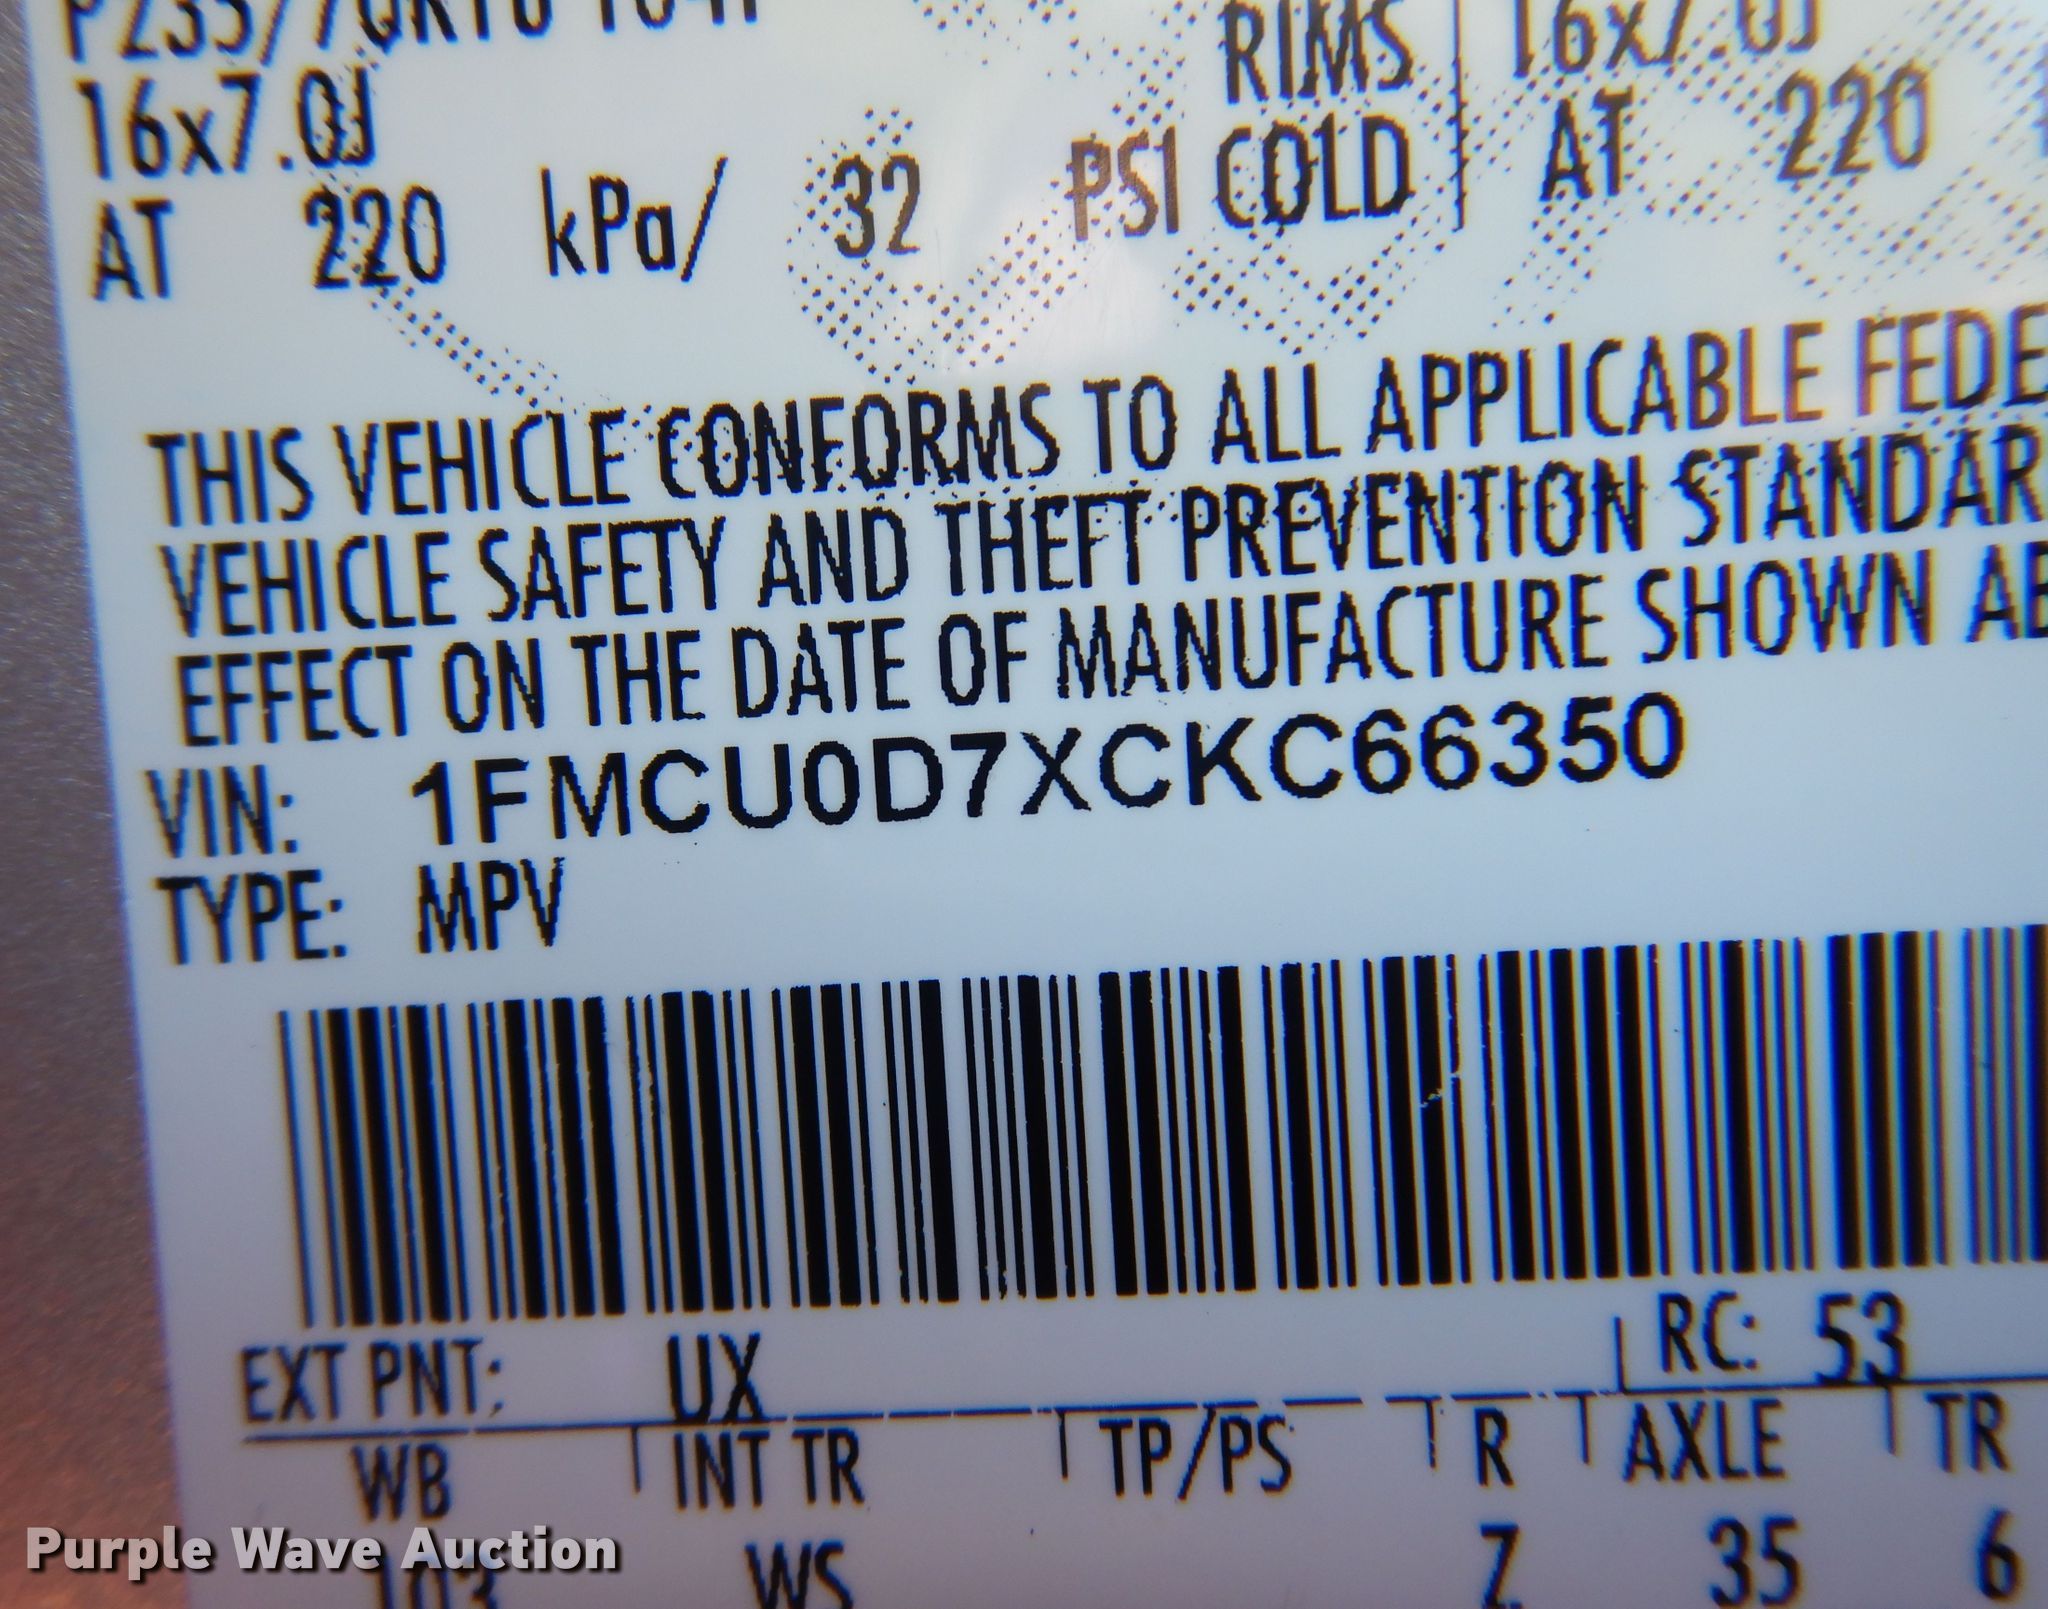 16x7.0J RIMS 16x7.0J
AT 220 kPa/ 32 PSI COLD AT 220
THIS VEHICLE CONFORMS TO ALL APPLICABLE FEDE
VEHICLE SAFETY AND THEFT PREVENTION STANDAR
EFFECT ON THE DATE OF MANUFACTURE SHOWN AB
VIN: 1FMCU0D7XCKC66350
TYPE: MPV
EXT PNT: UX RC: 53
WB INT TR TP/PS R AXLE TR
103 WS Z 35 6
Purple Wave Auction